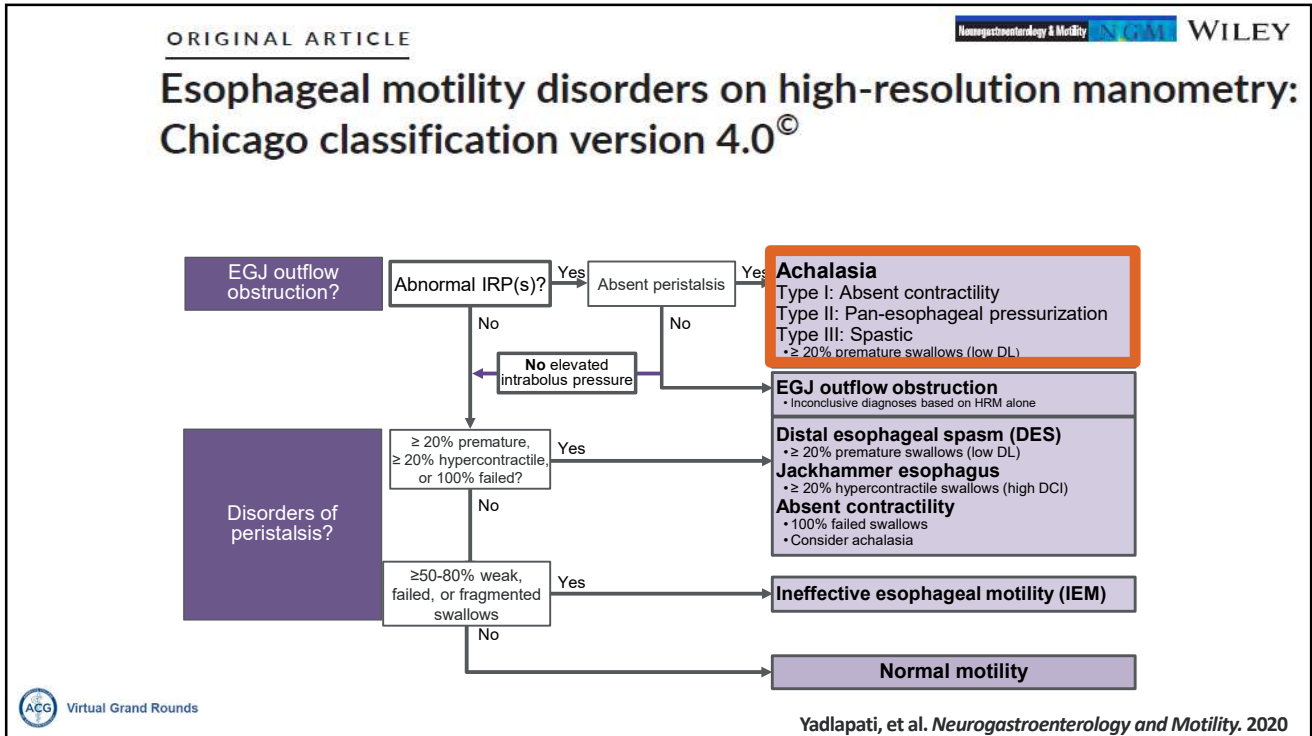 ORIGINAL ARTICLE
Neurogastroenterology & Motility NGM WILEY
Esophageal motility disorders on high-resolution manometry:
Chicago classification version 4.0©
EGJ outflow
obstruction?
Abnormal IRP(s)?
Yes
Absent peristalsis
Yes
Achalasia
Type I: Absent contractility
Type II: Pan-esophageal pressurization
Type III: Spastic
• ≥ 20% premature swallows (low DL)
No
No
No elevated
intrabolus pressure
EGJ outflow obstruction
• Inconclusive diagnoses based on HRM alone
Disorders of
peristalsis?
≥ 20% premature,
≥ 20% hypercontractile,
or 100% failed?
Yes
Distal esophageal spasm (DES)
• ≥ 20% premature swallows (low DL)
Jackhammer esophagus
• ≥ 20% hypercontractile swallows (high DCI)
Absent contractility
• 100% failed swallows
• Consider achalasia
No
≥50-80% weak,
failed, or fragmented
swallows
Yes
Ineffective esophageal motility (IEM)
No
Normal motility
ACG Virtual Grand Rounds
Yadlapati, et al. Neurogastroenterology and Motility. 2020